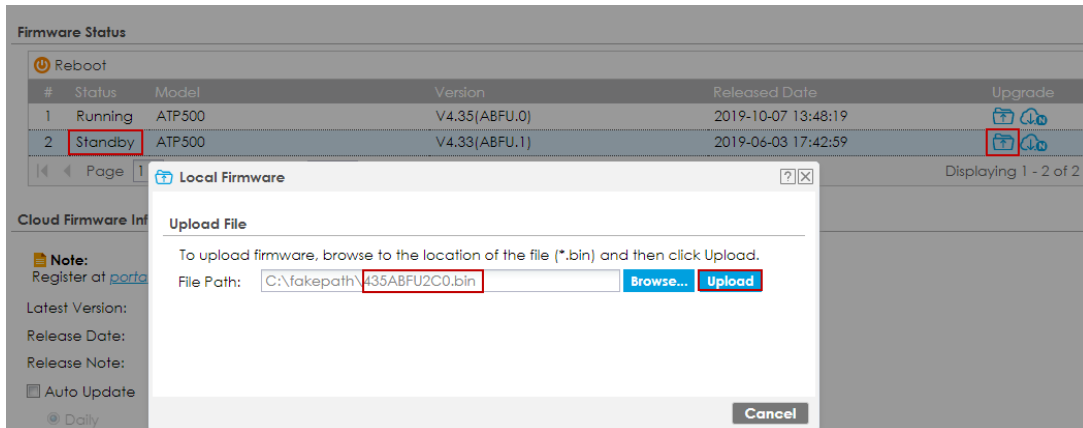 Firmware Status
Reboot
# Status Model Version Released Date Upgrade
1 Running ATP500 V4.35(ABFU.0) 2019-10-07 13:48:19
2 Standby ATP500 V4.33(ABFU.1) 2019-06-03 17:42:59
Page 1 Displaying 1 - 2 of 2
Local Firmware ? X
Cloud Firmware Inf
Upload File
Note:
To upload firmware, browse to the location of the file (*.bin) and then click Upload.
Register at porta
File Path: C:\fakepath\435ABFU2C0.bin Browse... Upload
Latest Version:
Release Date:
Release Note:
Auto Update
Cancel
Daily